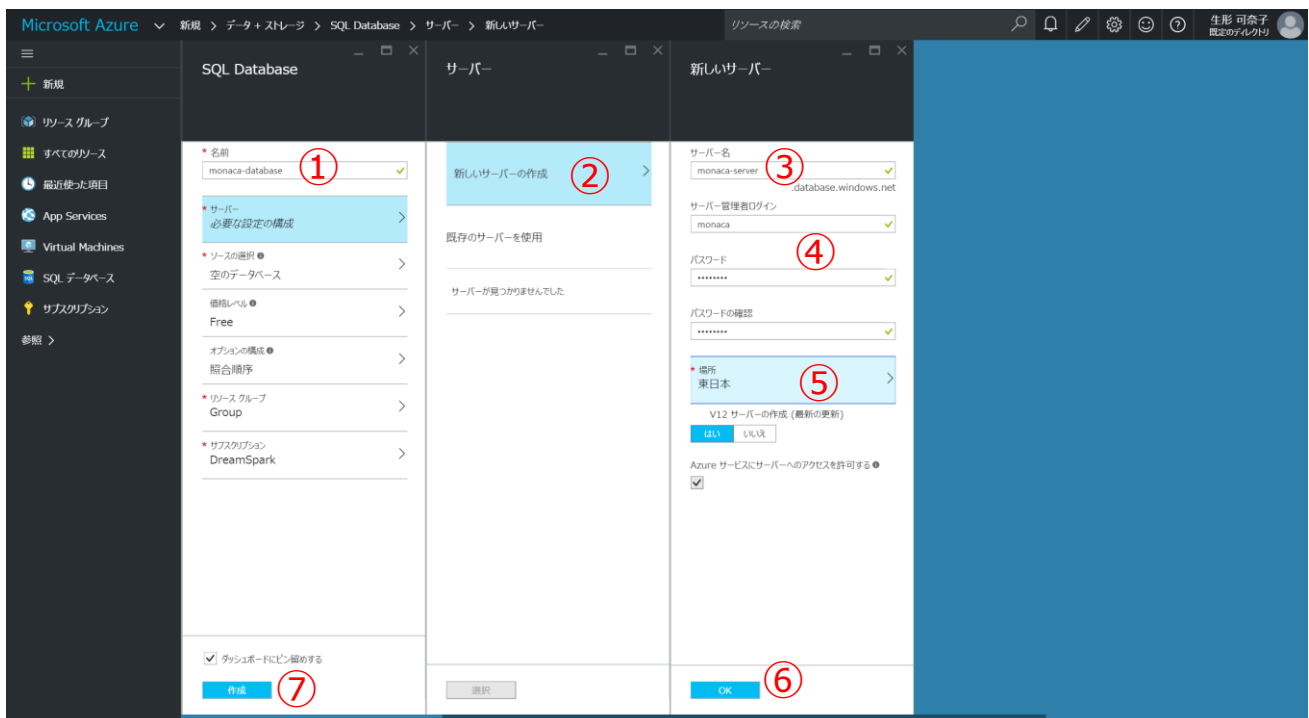 Microsoft Azure 新規 > データ + ストレージ > SQL Database > サーバー > 新しいサーバー リソースの検索 生形 可奈子
既定のディレクトリ
新規
リソース グループ
すべてのリソース
最近使った項目
App Services
Virtual Machines
SQL データベース
サブスクリプション
参照 >
SQL Database
* 名前
monaca-database ①
* サーバー
必要な設定の構成
* ソースの選択
空のデータベース
価格レベル
Free
オプションの構成
照合順序
* リソース グループ
Group
* サブスクリプション
DreamSpark
ダッシュボードにピン留めする
作成 ⑦
サーバー
新しいサーバーの作成 ②
既存のサーバーを使用
サーバーが見つかりませんでした
選択
新しいサーバー
サーバー名
monaca-server ③
.database.windows.net
サーバー管理者ログイン
monaca
④
パスワード
••••••••
パスワードの確認
••••••••
* 場所
東日本 ⑤
V12 サーバーの作成 (最新の更新)
はい いいえ
Azure サービスにサーバーへのアクセスを許可する
OK ⑥